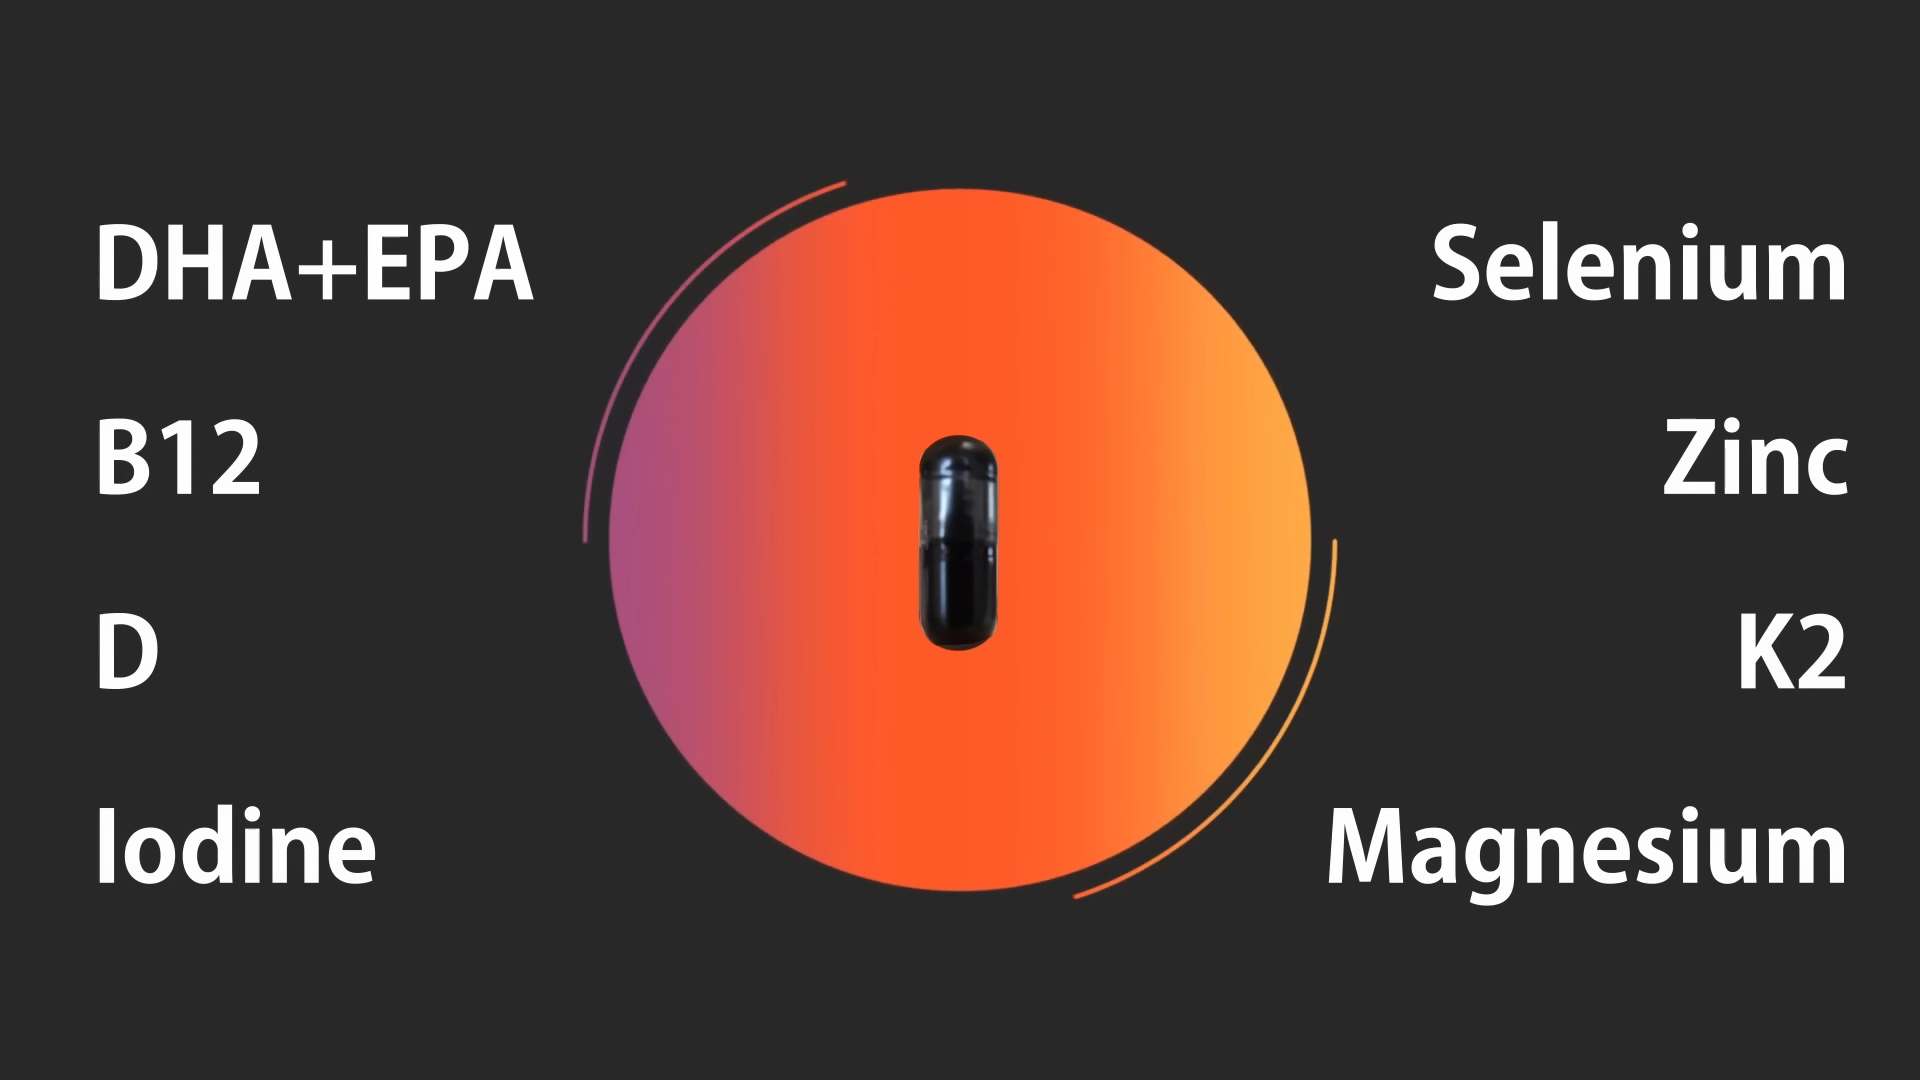 DHA+EPA
B12
D
Iodine
Selenium
Zinc
K2
Magnesium